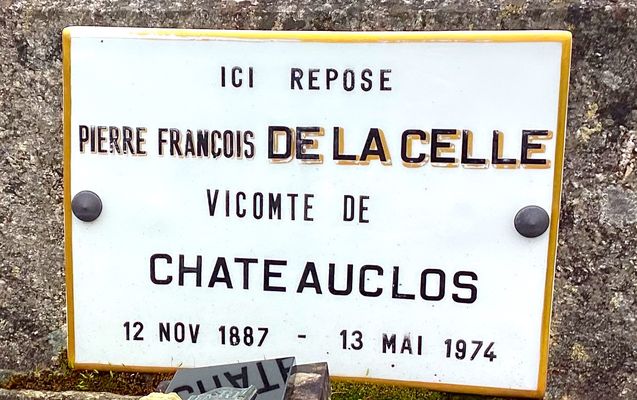 ICI REPOSE
PIERRE FRANÇOIS DE LA CELLE
VICOMTE DE
CHATEAUCLOS
12 NOV 1887 - 13 MAI 1974